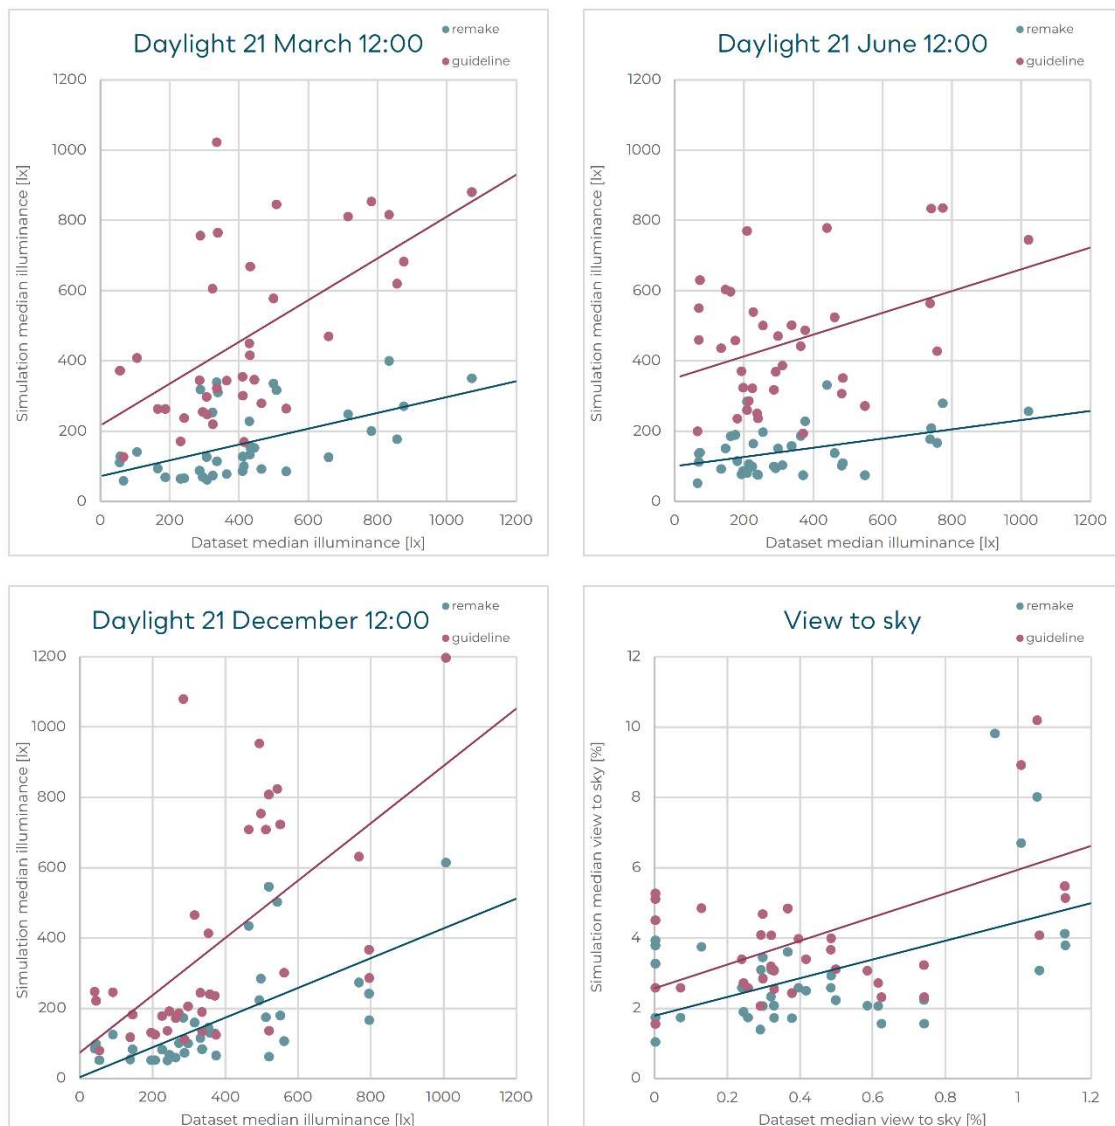 Daylight 21 March 12:00
remake
guideline
1200
1000
800
600
400
200
0
Simulation median illuminance [lx]
0 200 400 600 800 1000 1200
Dataset median illuminance [lx]
Daylight 21 June 12:00
remake
guideline
1200
1000
800
600
400
200
0
Simulation median illuminance [lx]
0 200 400 600 800 1000 1200
Dataset median illuminance [lx]
Daylight 21 December 12:00
remake
guideline
1200
1000
800
600
400
200
0
Simulation median illuminance [lx]
0 200 400 600 800 1000 1200
Dataset median illuminance [lx]
View to sky
remake
guideline
12
10
8
6
4
2
0
Simulation median view to sky [%]
0 0.2 0.4 0.6 0.8 1 1.2
Dataset median view to sky [%]